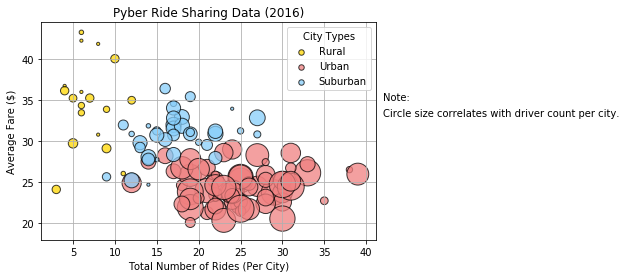 Pyber Ride Sharing Data (2016)
Average Fare ($)
40
35
30
25
20
City Types
Rural
Urban
Suburban
Note:
Circle size correlates with driver count per city.
5 10 15 20 25 30 35 40
Total Number of Rides (Per City)